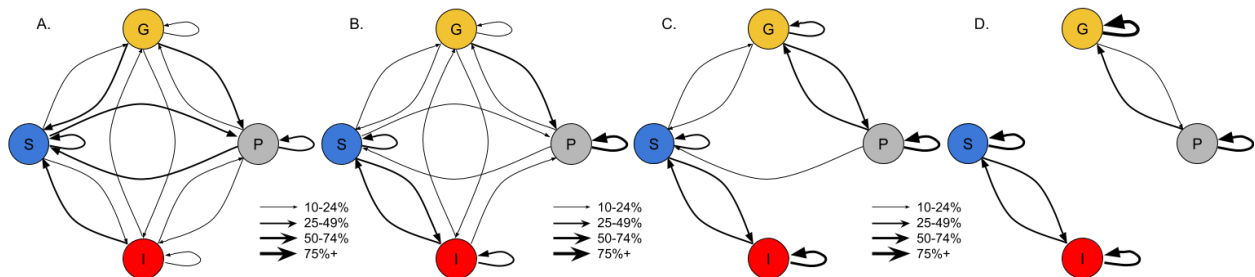 A.
G
S
P
I
10-24%
25-49%
50-74%
75%+
B.
G
S
P
I
10-24%
25-49%
50-74%
75%+
C.
G
S
P
I
10-24%
25-49%
50-74%
75%+
D.
G
S
P
I